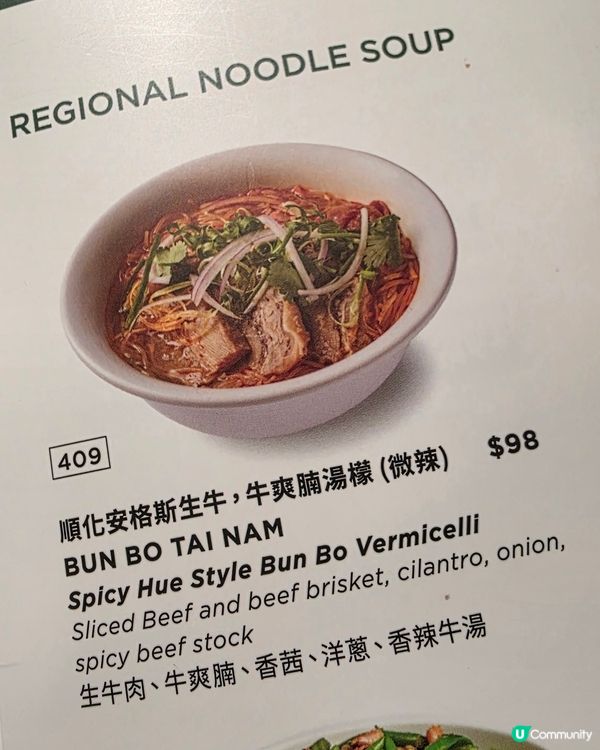 REGIONAL NOODLE SOUP
409
順化安格斯生牛，牛爽腩湯檬 (微辣) $98
BUN BO TAI NAM
Spicy Hue Style Bun Bo Vermicelli
Sliced Beef and beef brisket, cilantro, onion,
spicy beef stock
生牛肉、牛爽腩、香茜、洋蔥、香辣牛湯
U Community